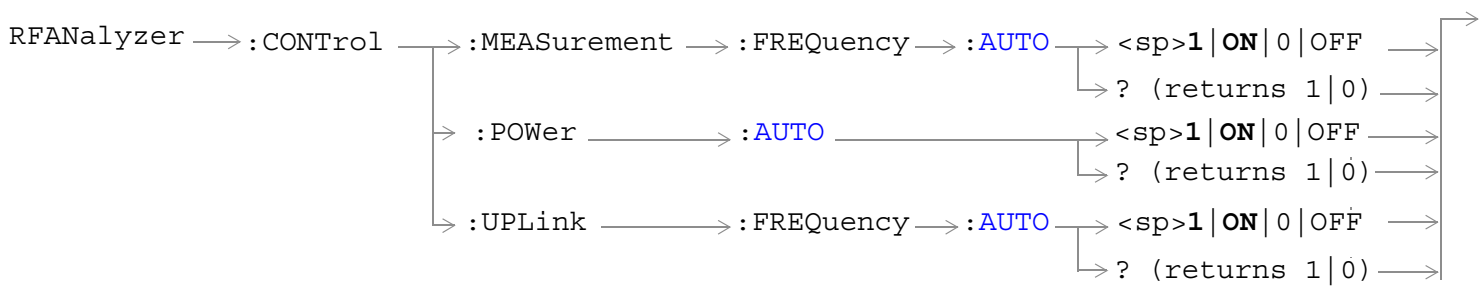 RFANalyzer :CONTrol :MEASurement :FREQuency :AUTO <sp>1|ON|0|OFF
? (returns 1|0)
:POWer :AUTO <sp>1|ON|0|OFF
? (returns 1|0)
:UPLink :FREQuency :AUTO <sp>1|ON|0|OFF
? (returns 1|0)